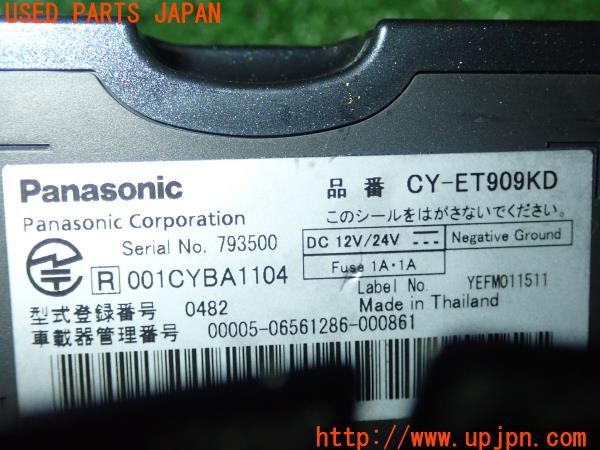 USED PARTS JAPAN
Panasonic
品番 CY-ET909KD
Panasonic Corporation
このシールをはがさないでください。
Serial No. 793500
DC 12V/24V
Negative Ground
Fuse 1A・1A
R 001CYBA1104
Label No. YEFM011511
型式登録番号 0482
Made in Thailand
車載器管理番号 00005-06561286-000861
UPJ
http://www.upjpn.com/